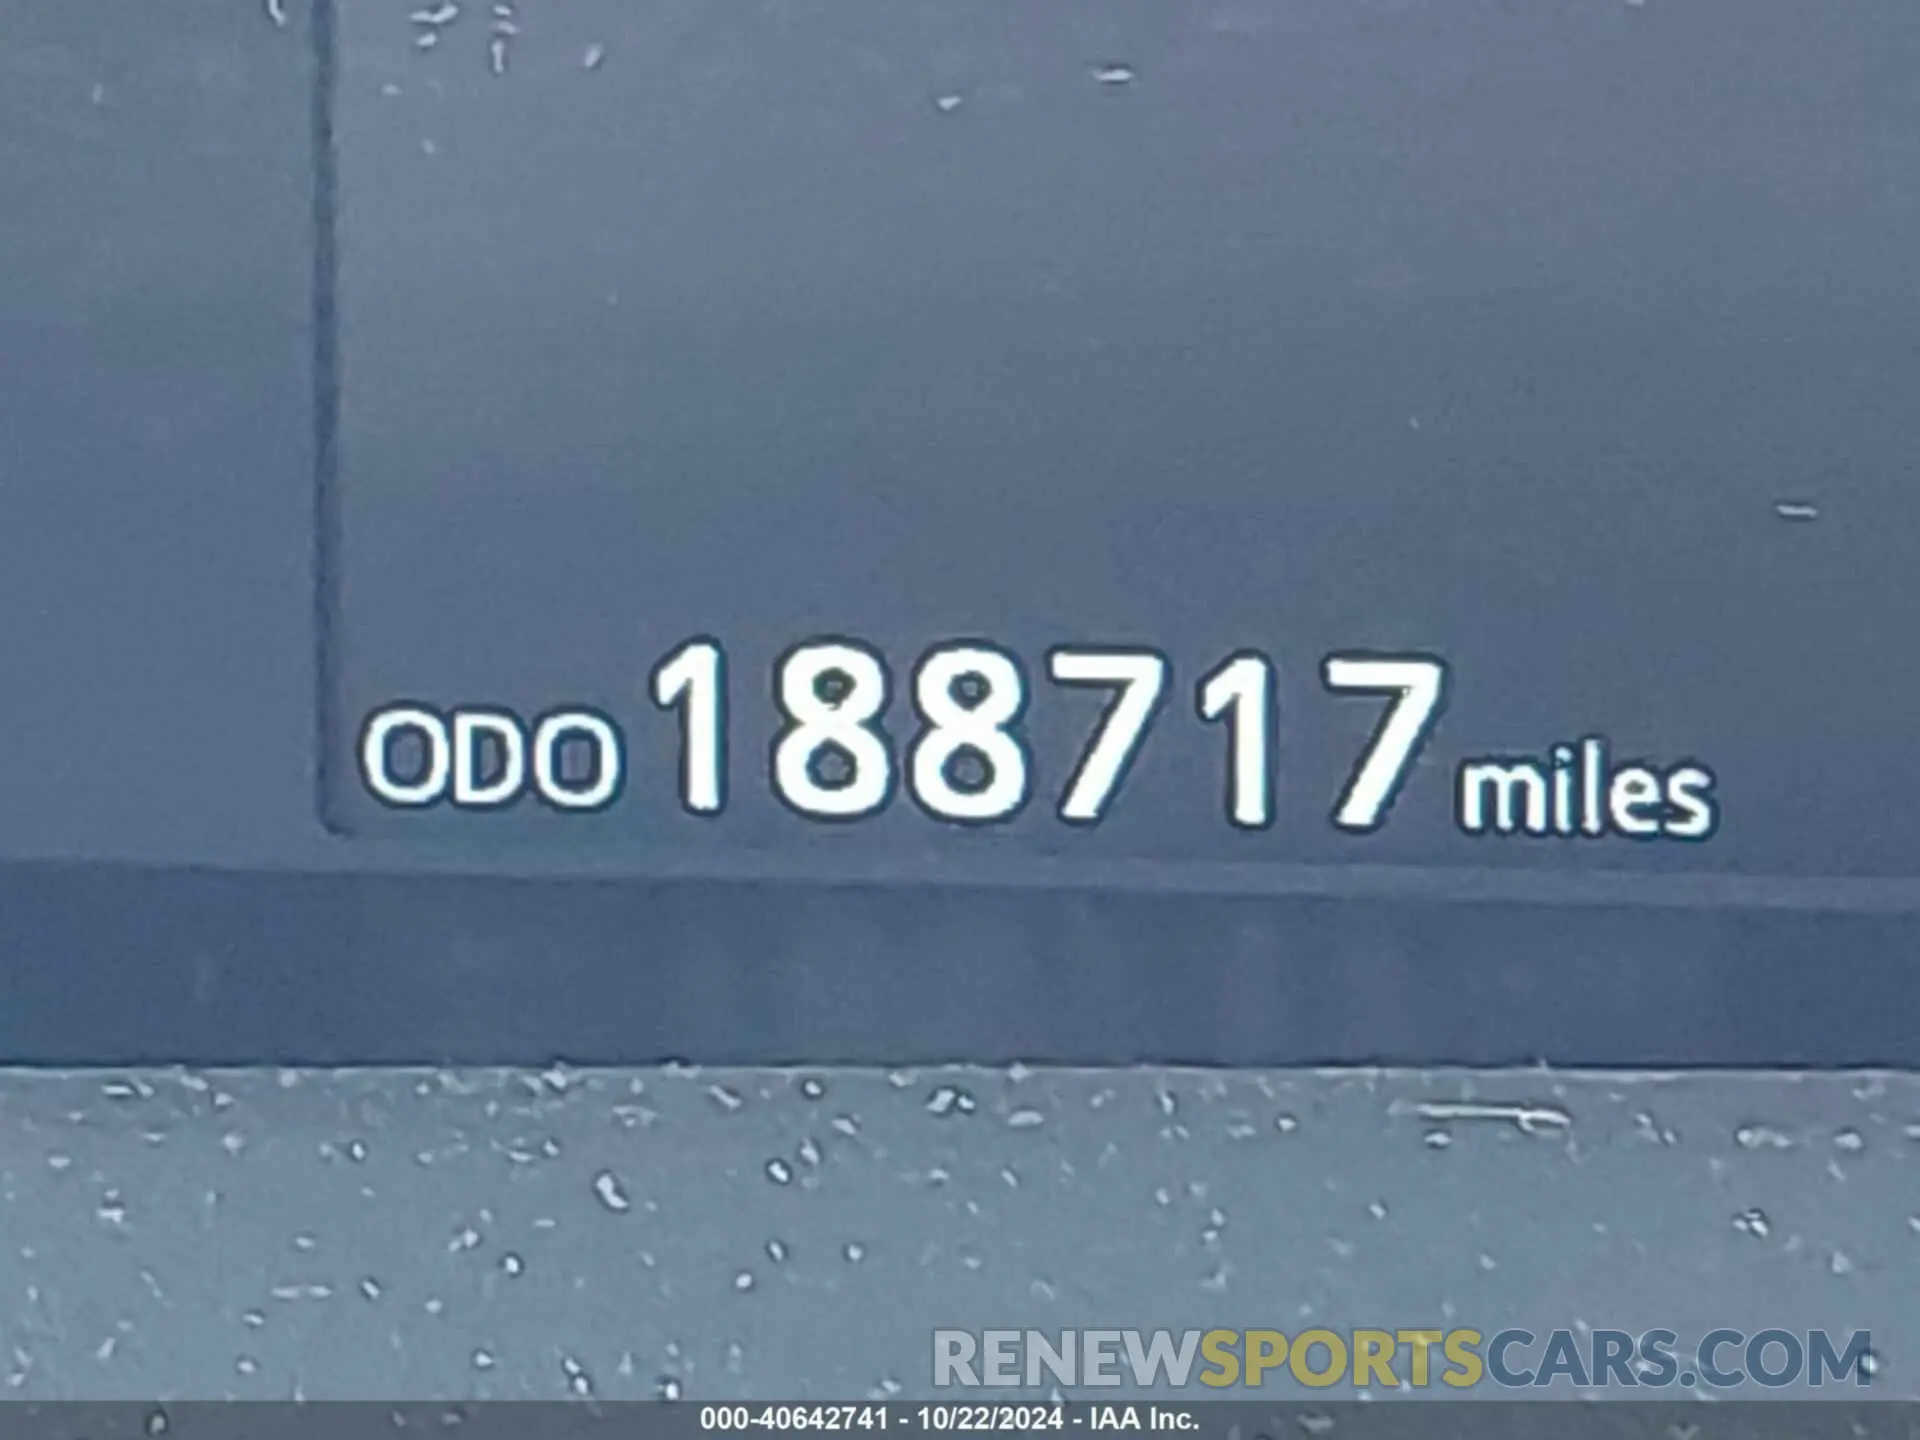 ODO 188717 miles
RENEWSPORTSCARS.COM
000-40642741 - 10/22/2024 - IAA Inc.